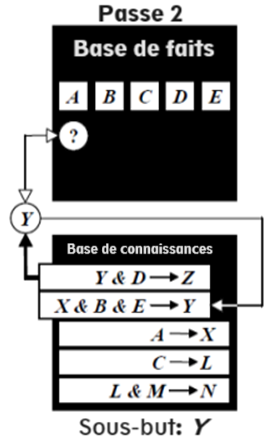 Passe 2
Base de faits
A B C D E
?
Y
Base de connaissances
Y & D → Z
X & B & E → Y
A → X
C → L
L & M → N
Sous-but: Y